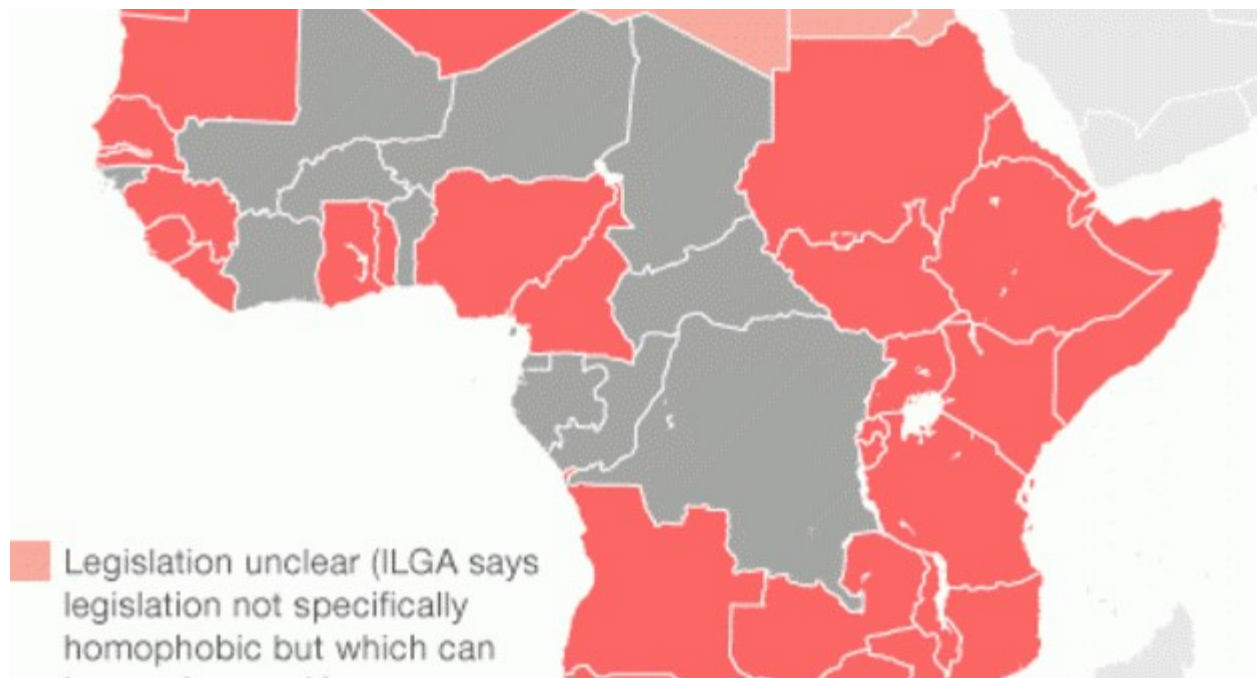 Legislation unclear (ILGA says
legislation not specifically
homophobic but which can